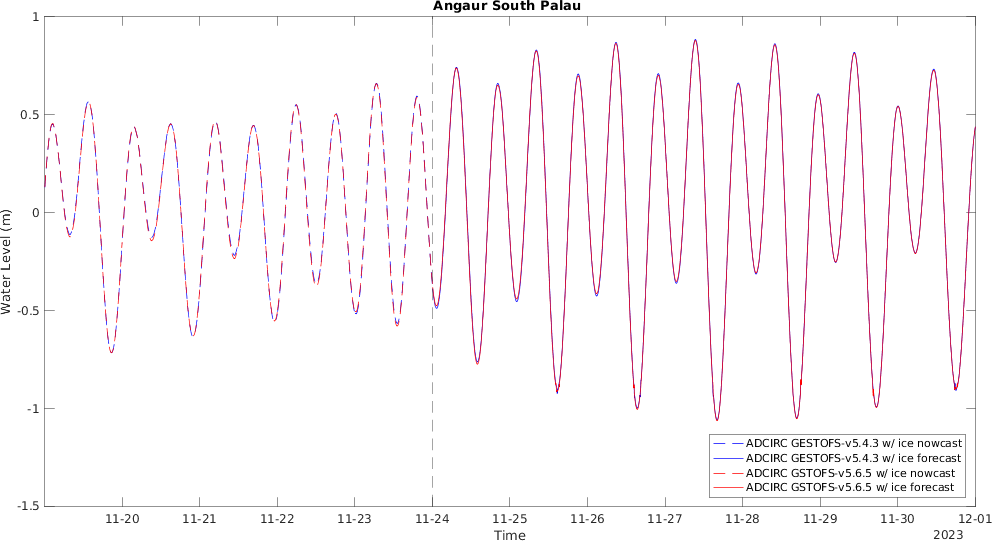 Angaur South Palau
1
0.5
0
-0.5
-1
-1.5
Water Level (m)
ADCIRC GESTOFS-v5.4.3 w/ ice nowcast
ADCIRC GESTOFS-v5.4.3 w/ ice forecast
ADCIRC GSTOFS-v5.6.5 w/ ice nowcast
ADCIRC GSTOFS-v5.6.5 w/ ice forecast
11-20 11-21 11-22 11-23 11-24 11-25 11-26 11-27 11-28 11-29 11-30 12-01
Time
2023